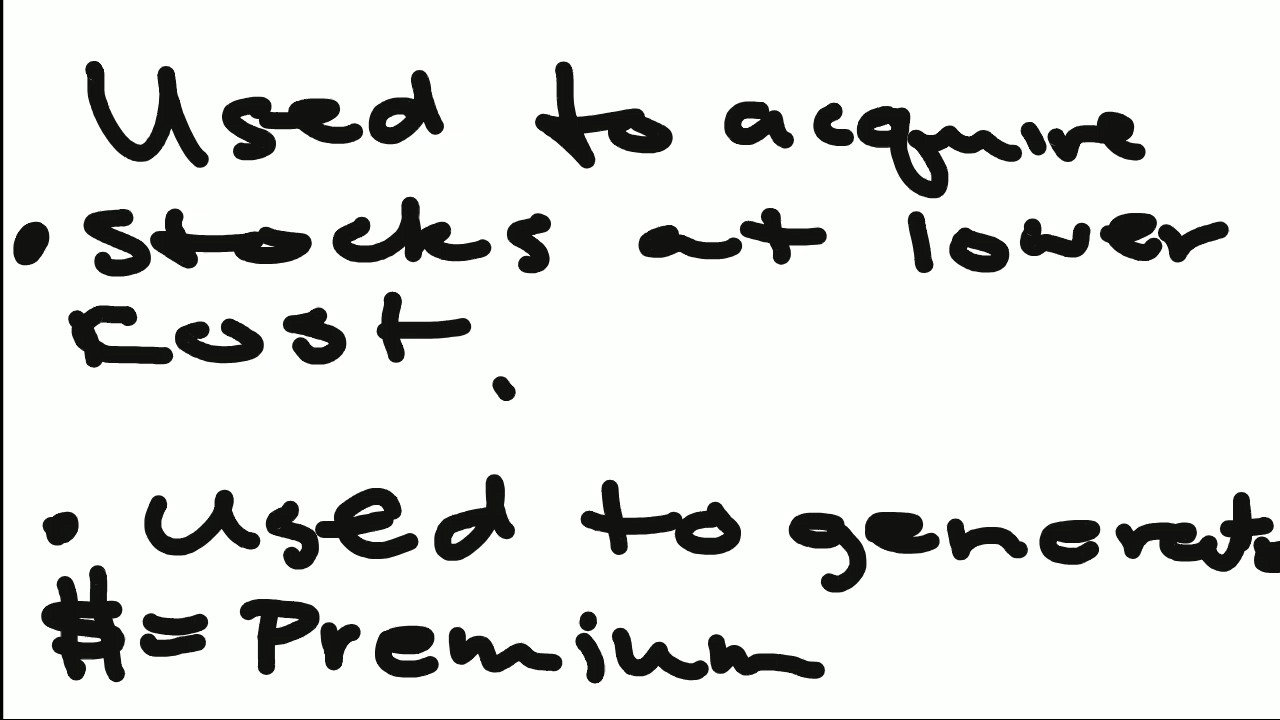 Used to acquire
• stocks at lower
cost.
• used to generate
$ = Premium